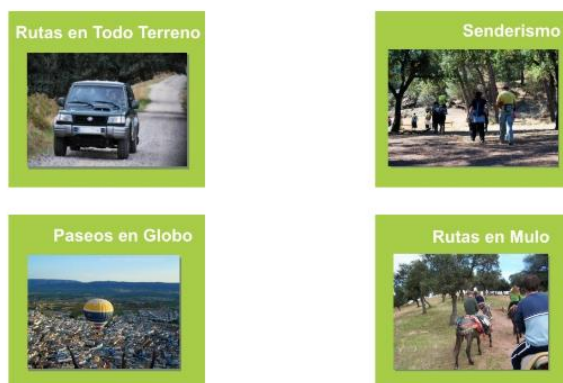 Rutas en Todo Terreno
Senderismo
Paseos en Globo
Rutas en Mulo